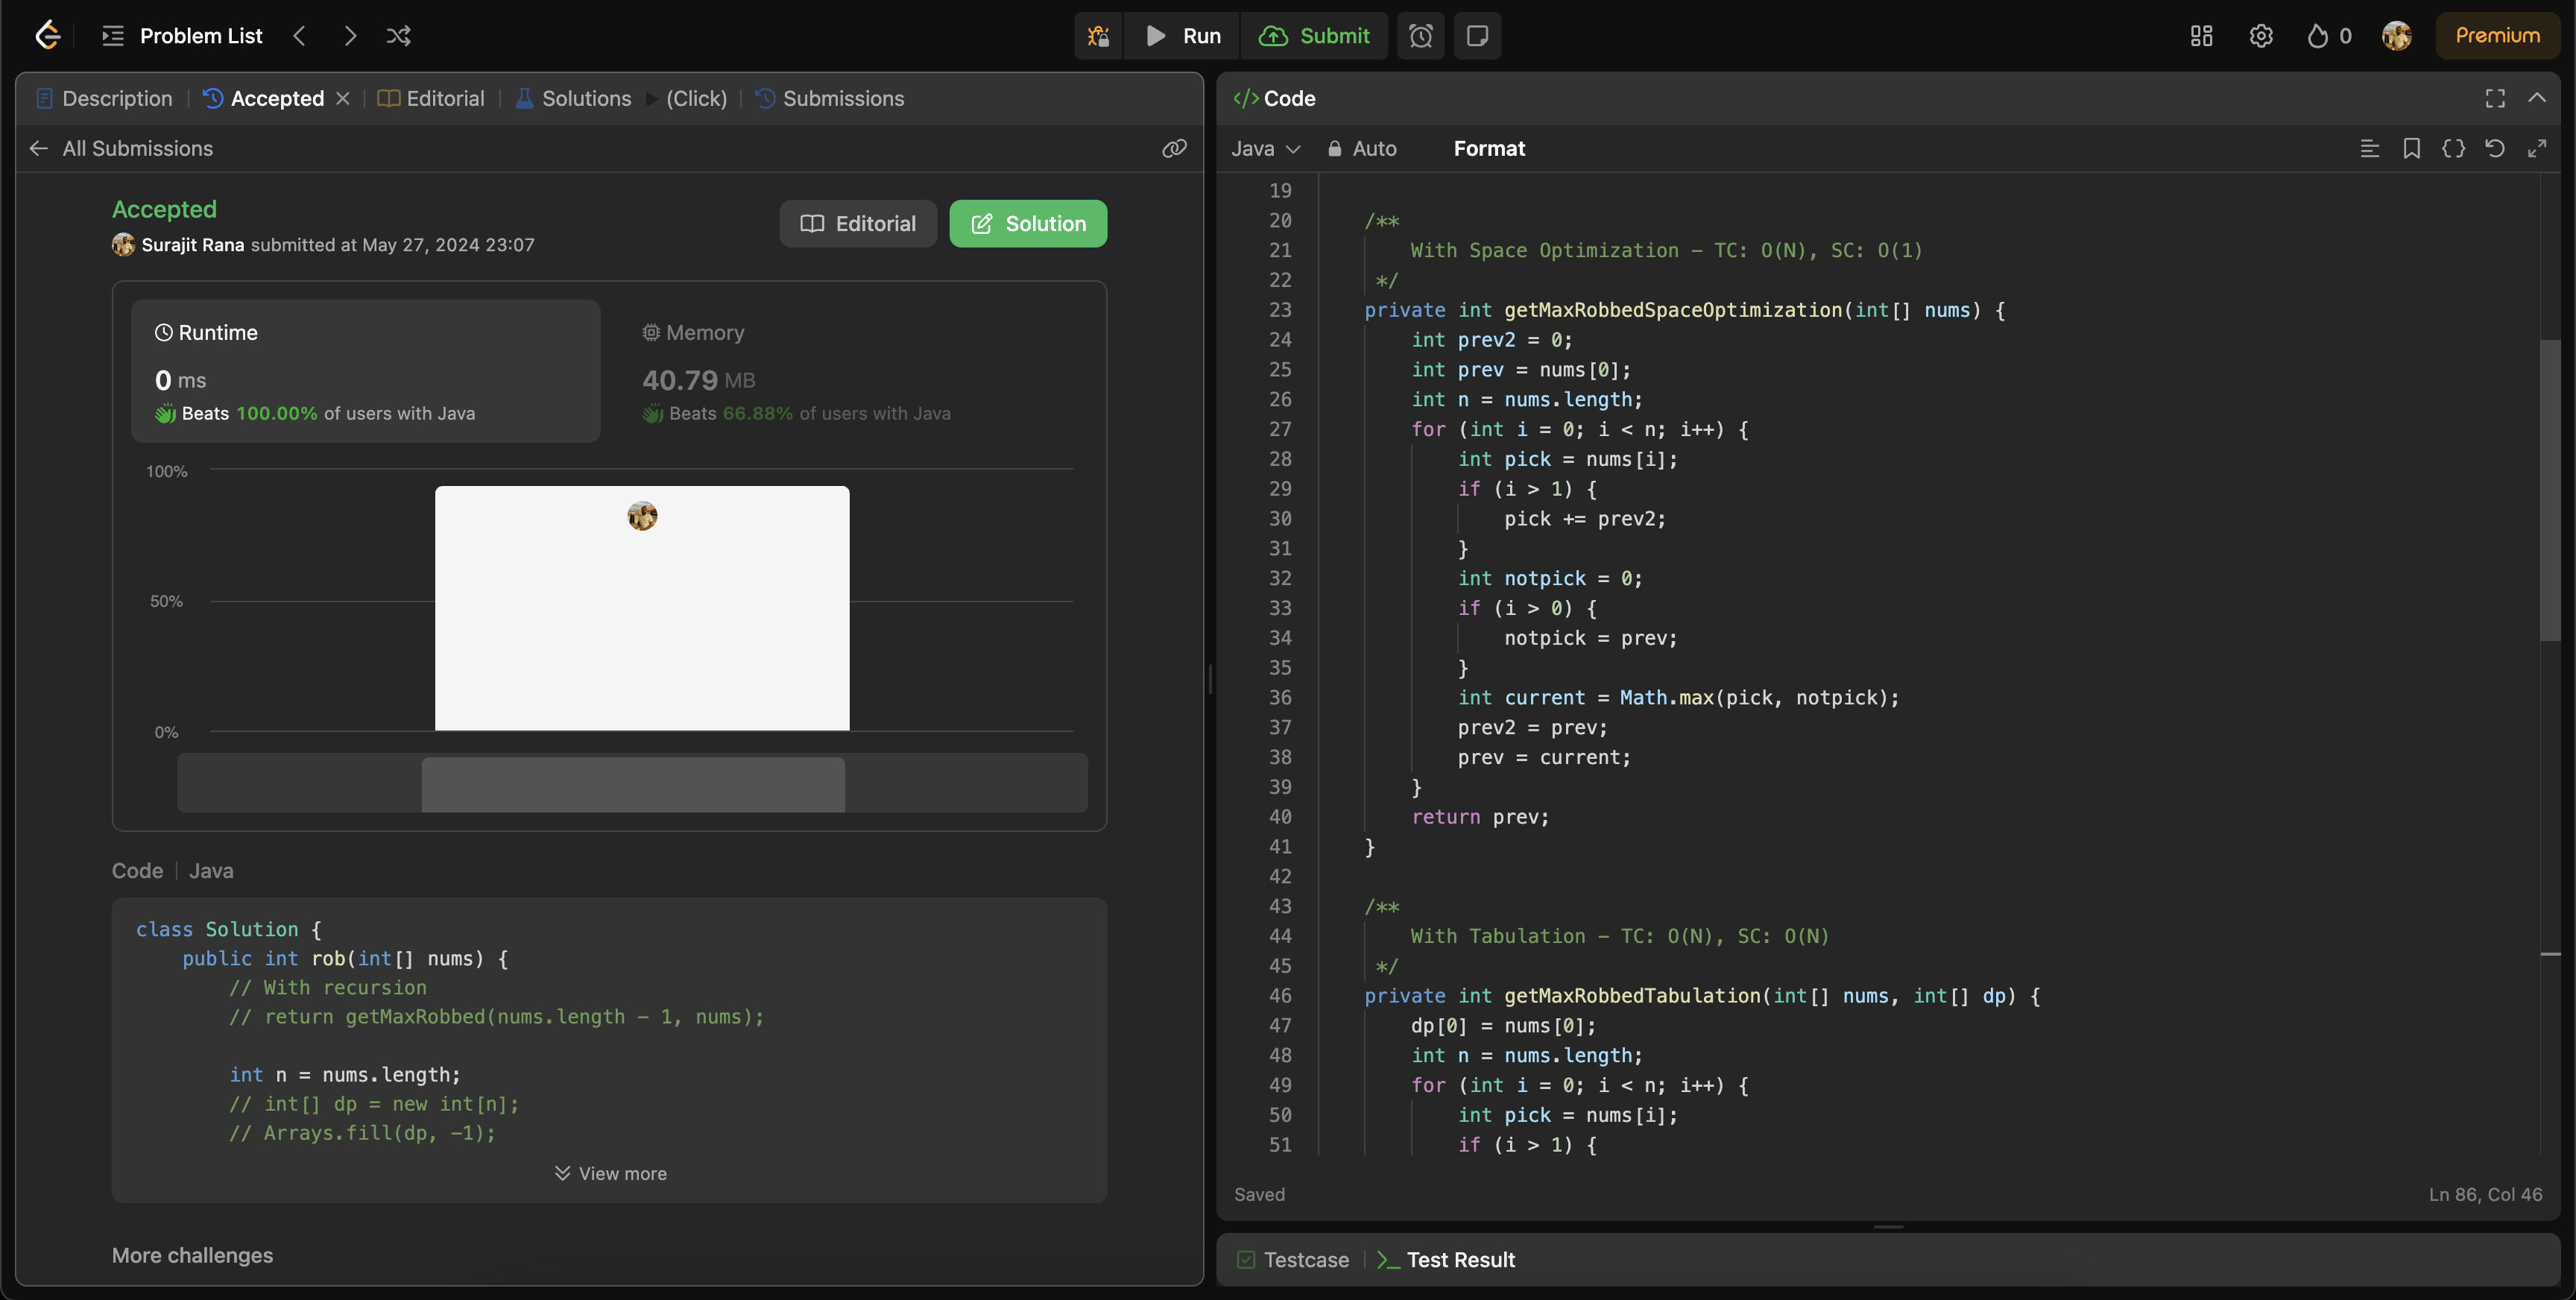 Problem List
Run
Submit
0
Premium
Description
Accepted
Editorial
Solutions
(Click)
Submissions
All Submissions
Accepted
Surajit Rana submitted at May 27, 2024 23:07
Editorial
Solution
Runtime
0 ms
Beats 100.00% of users with Java
Memory
40.79 MB
Beats 66.88% of users with Java
100%
50%
0%
Code | Java
class Solution {
    public int rob(int[] nums) {
        // With recursion
        // return getMaxRobbed(nums.length - 1, nums);
        int n = nums.length;
        // int[] dp = new int[n];
        // Arrays.fill(dp, -1);
View more
More challenges
</> Code
Java
Auto
Format
19
20 /**
21     With Space Optimization - TC: O(N), SC: O(1)
22  */
23 private int getMaxRobbedSpaceOptimization(int[] nums) {
24     int prev2 = 0;
25     int prev = nums[0];
26     int n = nums.length;
27     for (int i = 0; i < n; i++) {
28         int pick = nums[i];
29         if (i > 1) {
30             pick += prev2;
31         }
32         int notpick = 0;
33         if (i > 0) {
34             notpick = prev;
35         }
36         int current = Math.max(pick, notpick);
37         prev2 = prev;
38         prev = current;
39     }
40     return prev;
41 }
42
43 /**
44     With Tabulation - TC: O(N), SC: O(N)
45  */
46 private int getMaxRobbedTabulation(int[] nums, int[] dp) {
47     dp[0] = nums[0];
48     int n = nums.length;
49     for (int i = 0; i < n; i++) {
50         int pick = nums[i];
51         if (i > 1) {
Saved
Ln 86, Col 46
Testcase
Test Result